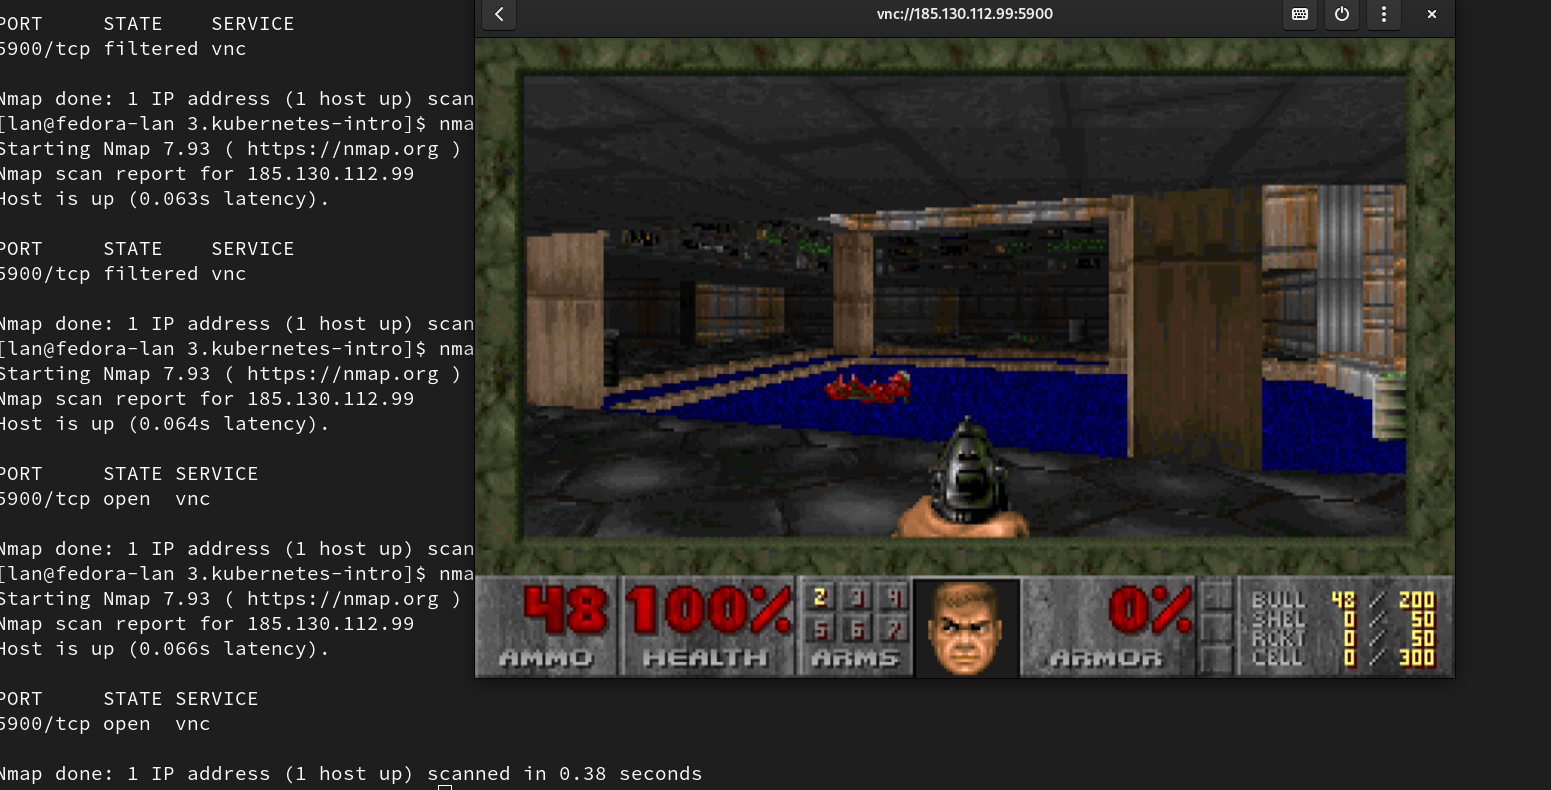 PORT     STATE    SERVICE
5900/tcp filtered vnc
Nmap done: 1 IP address (1 host up) scan
[lan@fedora-lan 3.kubernetes-intro]$ nma
Starting Nmap 7.93 ( https://nmap.org )
Nmap scan report for 185.130.112.99
Host is up (0.063s latency).
PORT     STATE    SERVICE
5900/tcp filtered vnc
Nmap done: 1 IP address (1 host up) scan
[lan@fedora-lan 3.kubernetes-intro]$ nma
Starting Nmap 7.93 ( https://nmap.org )
Nmap scan report for 185.130.112.99
Host is up (0.064s latency).
PORT     STATE SERVICE
5900/tcp open  vnc
Nmap done: 1 IP address (1 host up) scan
[lan@fedora-lan 3.kubernetes-intro]$ nma
Starting Nmap 7.93 ( https://nmap.org )
Nmap scan report for 185.130.112.99
Host is up (0.066s latency).
PORT     STATE SERVICE
5900/tcp open  vnc
Nmap done: 1 IP address (1 host up) scanned in 0.38 seconds
vnc://185.130.112.99:5900
48
AMMO
100%
HEALTH
2 3 4
5 6 7
ARMS
0%
ARMOR
BULL 48 / 200
SHEL 0 / 50
RCKT 0 / 50
CELL 0 / 300